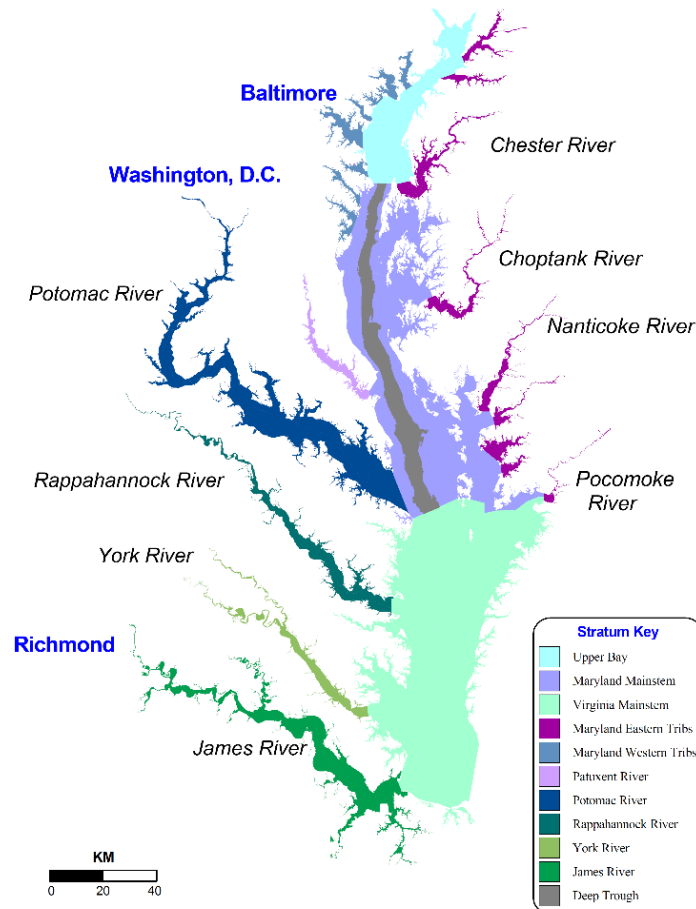 Baltimore
Chester River
Washington, D.C.
Choptank River
Potomac River
Nanticoke River
Rappahannock River
Pocomoke
River
York River
Richmond
James River
Stratum Key
Upper Bay
Maryland Mainstem
Virginia Mainstem
Maryland Eastern Tribs
Maryland Western Tribs
Patuxent River
Potomac River
Rappahannock River
York River
James River
Deep Trough
KM
0 20 40